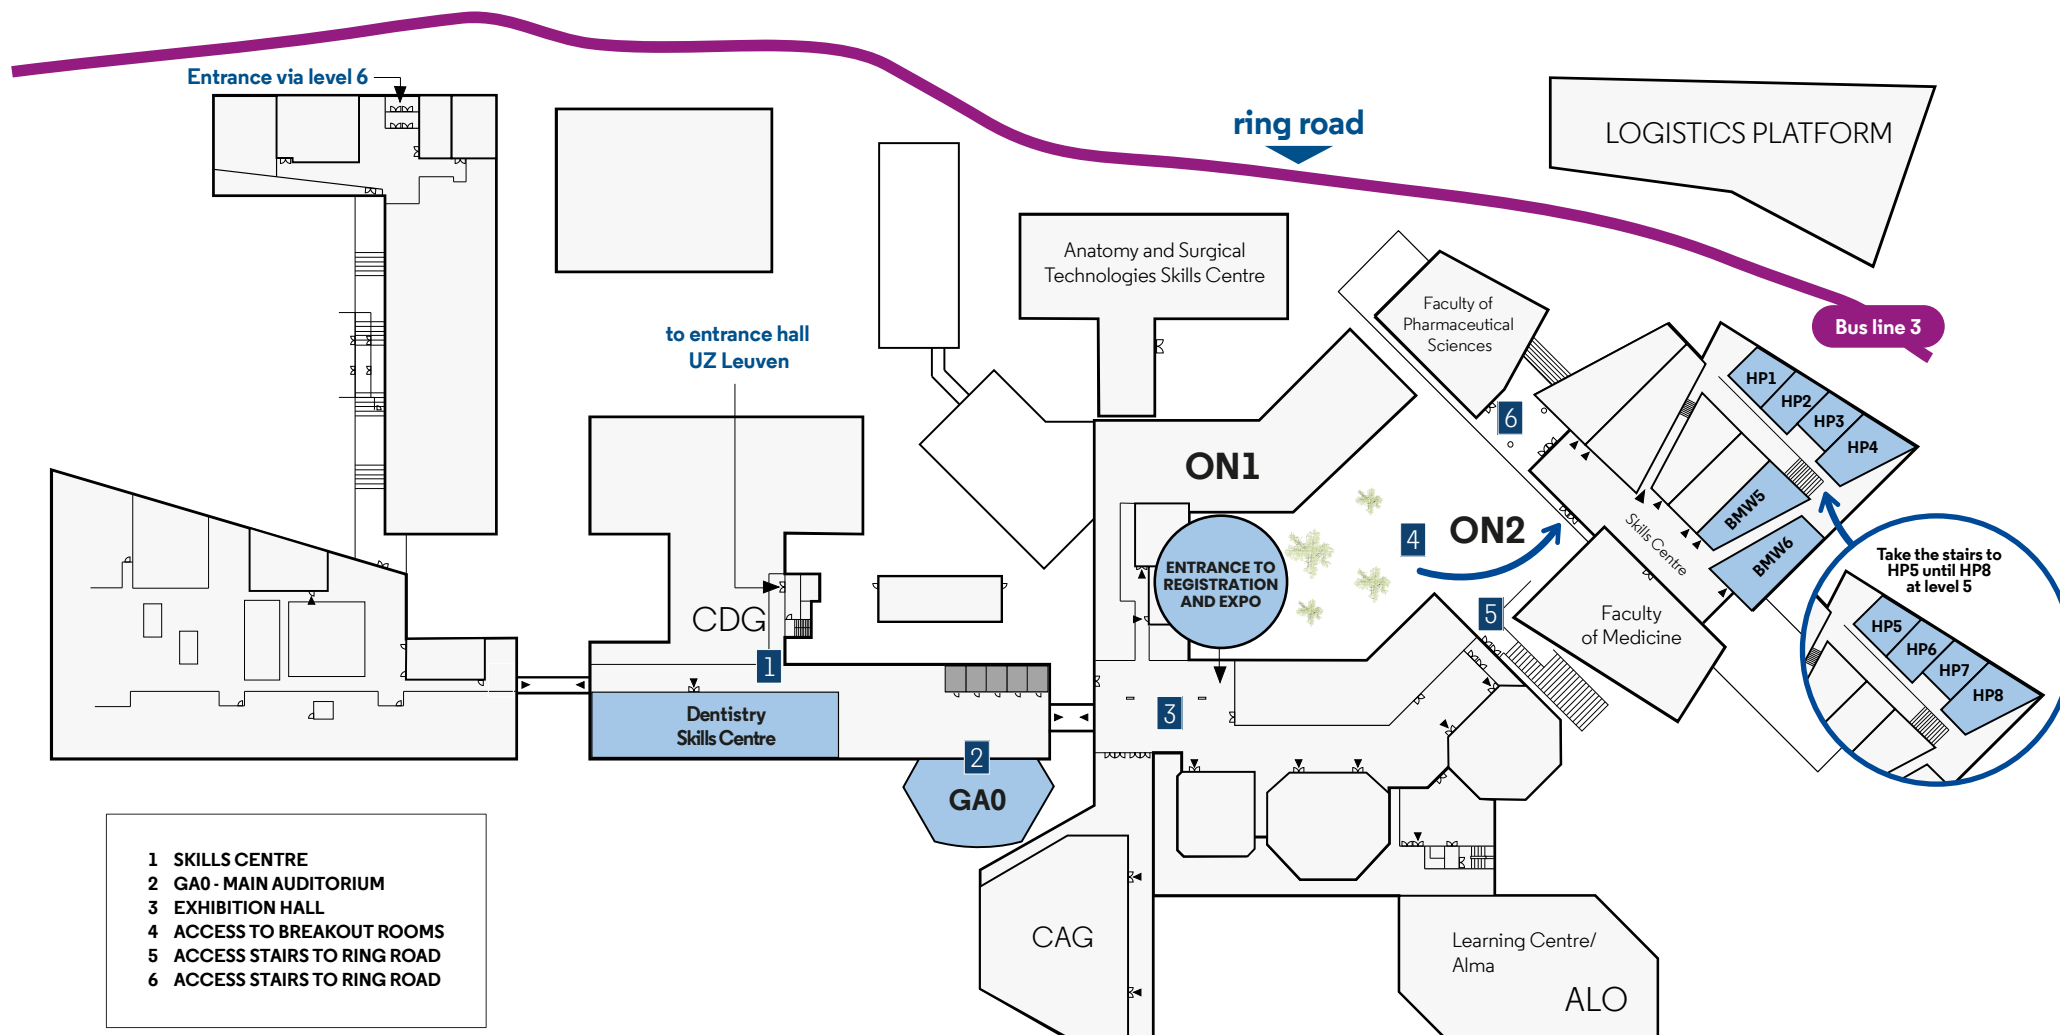 Entrance via level 6
ring road
LOGISTICS PLATFORM
Anatomy and Surgical
Technologies Skills Centre
Faculty of
Pharmaceutical
Sciences
Bus line 3
to entrance hall
UZ Leuven
HP1
HP2
HP3
HP4
6
ON1
BMW5
BMW6
Skills Centre
4
ON2
ENTRANCE TO
REGISTRATION
AND EXPO
Take the stairs to
HP5 until HP8
at level 5
HP5
HP6
HP7
HP8
5
Faculty
of Medicine
CDG
1
Dentistry
Skills Centre
3
2
GA0
1 SKILLS CENTRE
2 GA0 - MAIN AUDITORIUM
3 EXHIBITION HALL
4 ACCESS TO BREAKOUT ROOMS
5 ACCESS STAIRS TO RING ROAD
6 ACCESS STAIRS TO RING ROAD
CAG
Learning Centre/
Alma
ALO